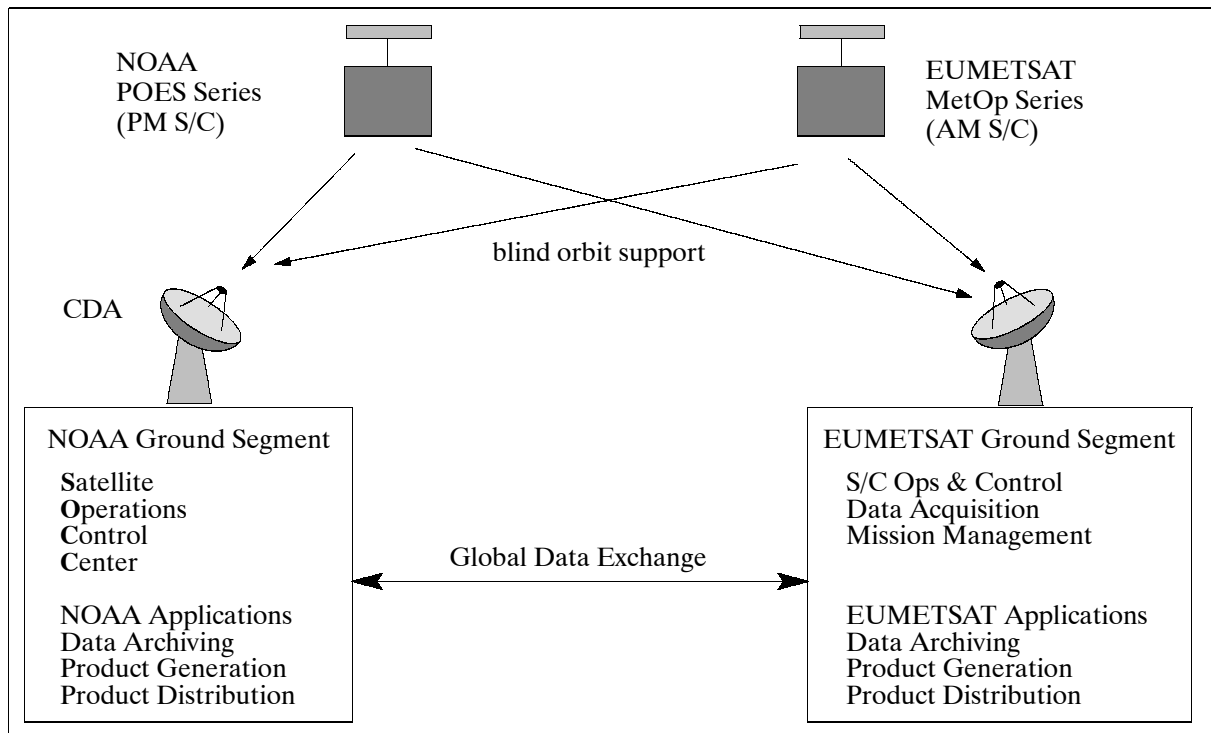 NOAA
POES Series
(PM S/C)
EUMETSAT
MetOp Series
(AM S/C)
blind orbit support
CDA
NOAA Ground Segment
Satellite
Operations
Control
Center
NOAA Applications
Data Archiving
Product Generation
Product Distribution
Global Data Exchange
EUMETSAT Ground Segment
S/C Ops & Control
Data Acquisition
Mission Management
EUMETSAT Applications
Data Archiving
Product Generation
Product Distribution